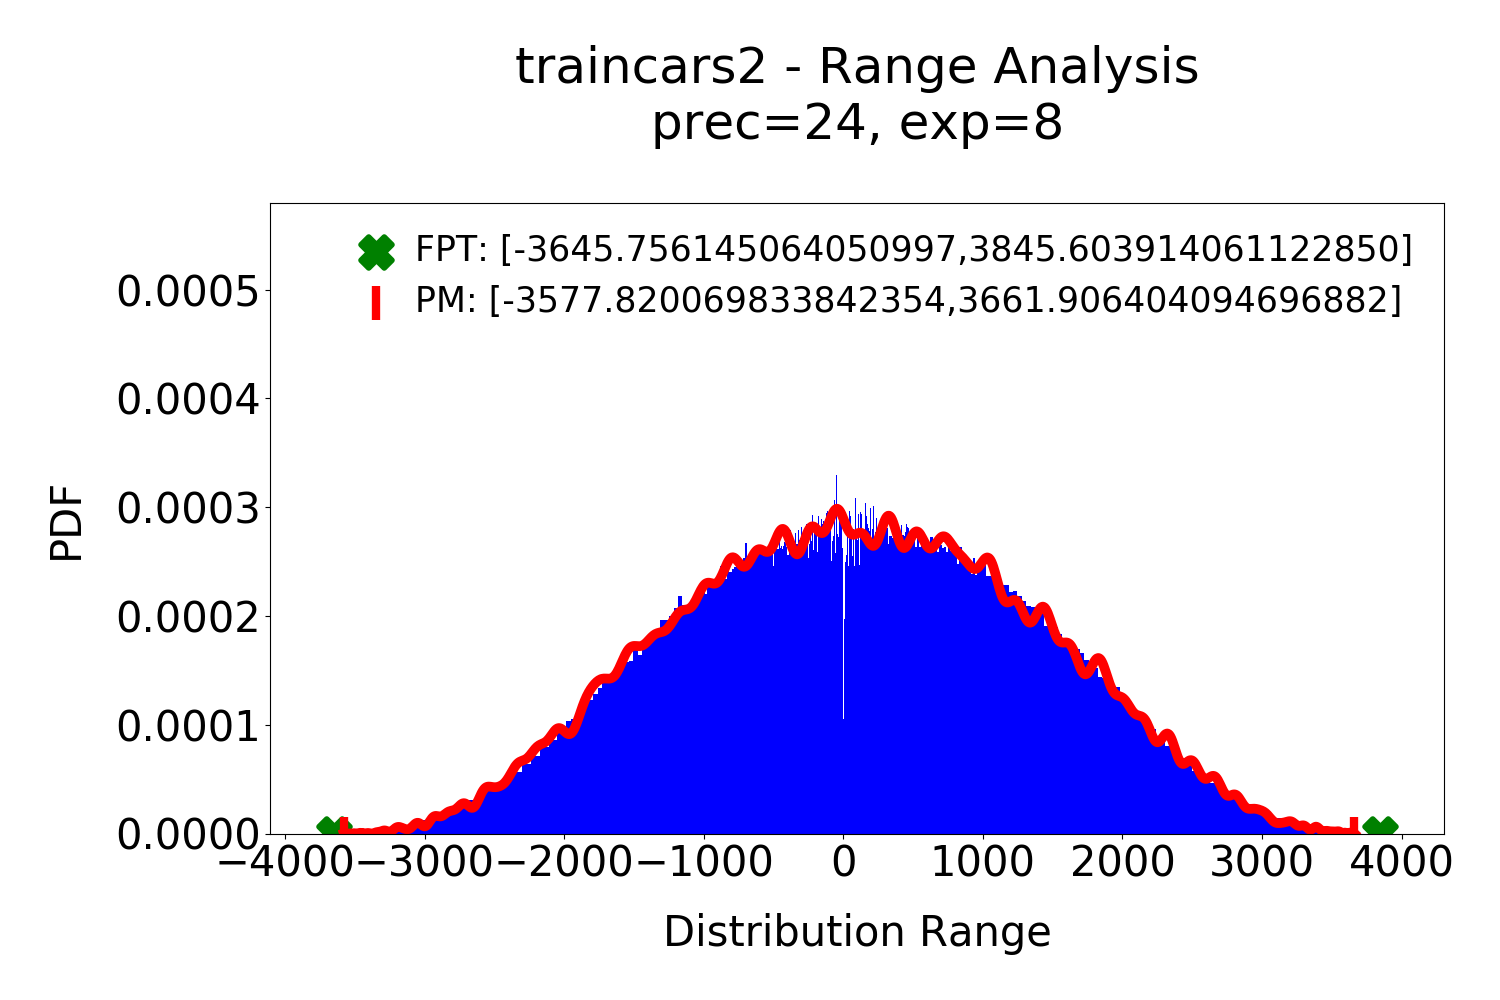 traincars2 - Range Analysis
prec=24, exp=8
FPT: [-3645.756145064050997,3845.603914061122850]
PM: [-3577.820069833842354,3661.906404094696882]
0.0005
0.0004
0.0003
0.0002
0.0001
0.0000
PDF
−4000 −3000 −2000 −1000 0 1000 2000 3000 4000
Distribution Range